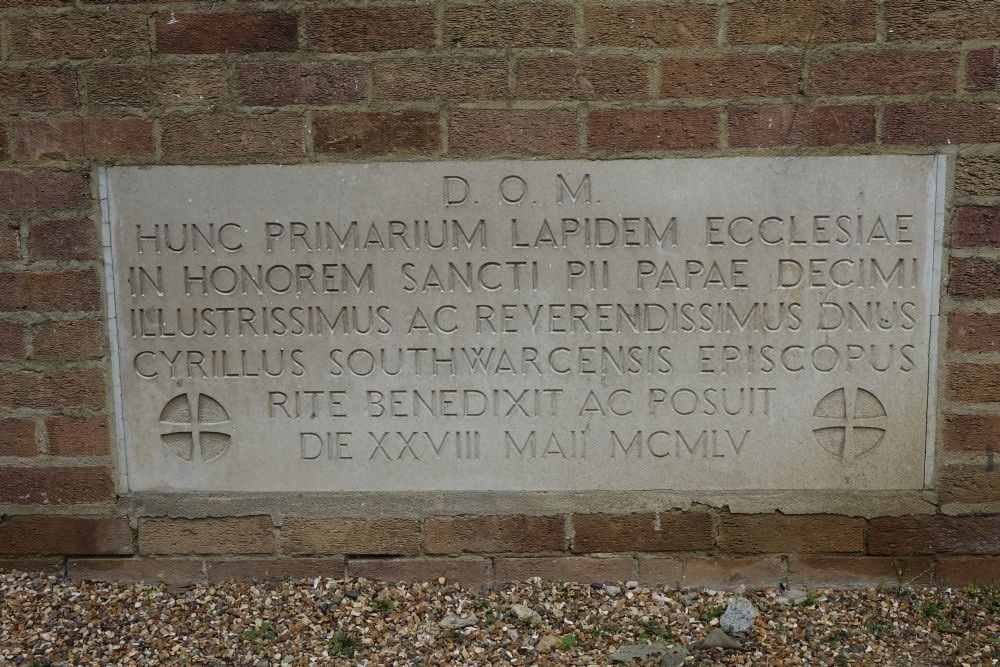 D. O. M.
HUNC PRIMARIUM LAPIDEM ECCLESIAE
IN HONOREM SANCTI PII PAPAE DECIMI
ILLUSTRISSIMUS AC REVERENDISSIMUS DNUS
CYRILLUS SOUTHWARCENSIS EPISCOPUS
RITE BENEDIXIT AC POSUIT
DIE XXVIII MAII MCMLV